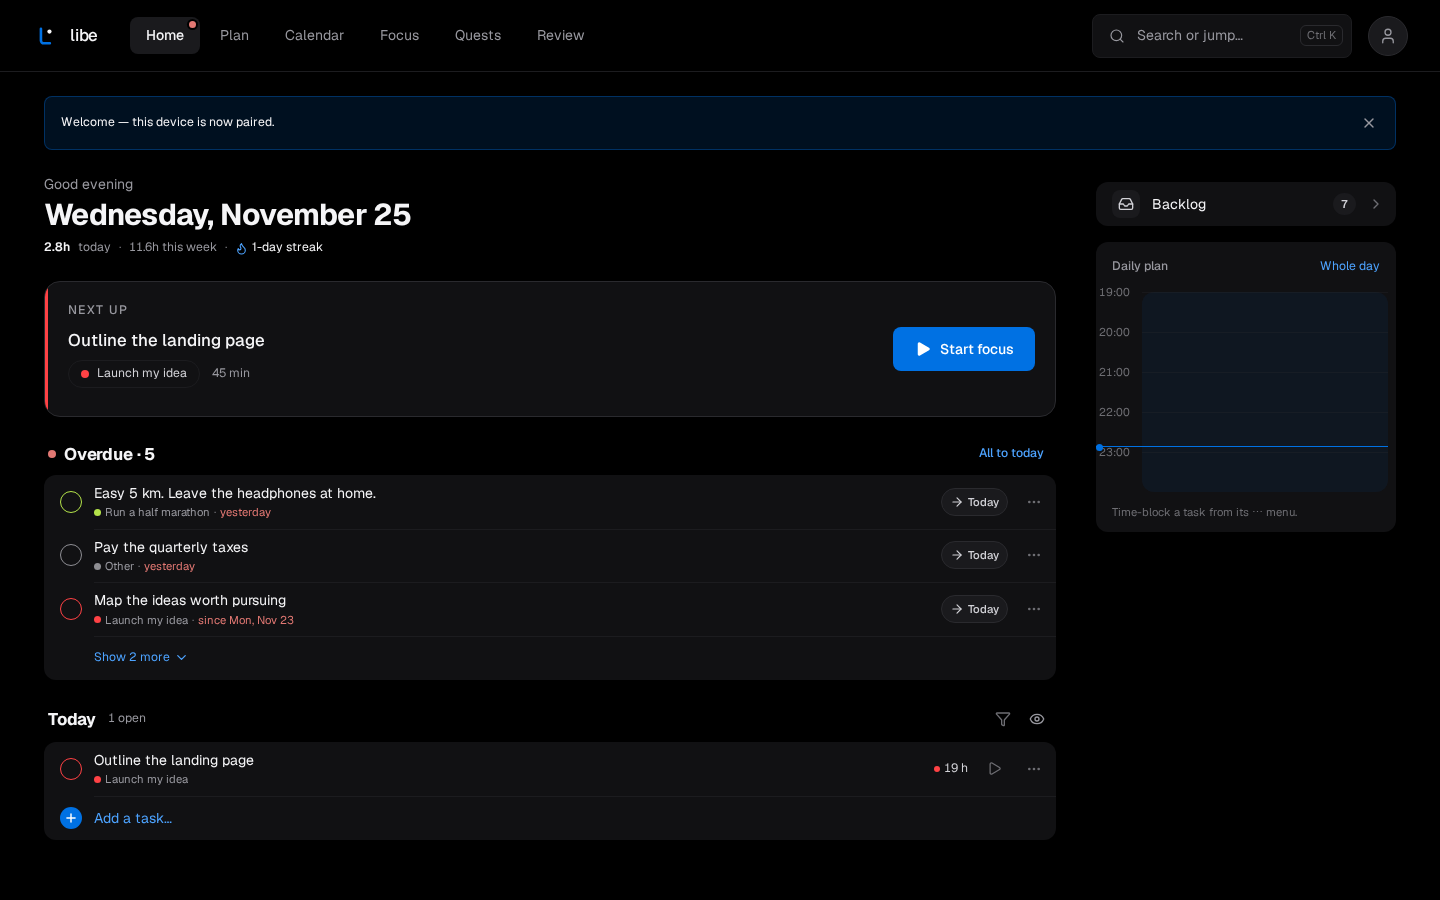 libe
Home
Plan
Calendar
Focus
Quests
Review
Search or jump...
Ctrl K
Welcome — this device is now paired.
Good evening
Wednesday, November 25
2.8h today · 11.6h this week · 1-day streak
NEXT UP
Outline the landing page
Launch my idea
45 min
Start focus
Overdue · 5
All to today
Easy 5 km. Leave the headphones at home.
Run a half marathon · yesterday
Today
Pay the quarterly taxes
Other · yesterday
Today
Map the ideas worth pursuing
Launch my idea · since Mon, Nov 23
Today
Show 2 more
Today
1 open
Outline the landing page
Launch my idea
19 h
Add a task...
Backlog
7
Daily plan
Whole day
19:00
20:00
21:00
22:00
23:00
Time-block a task from its ··· menu.